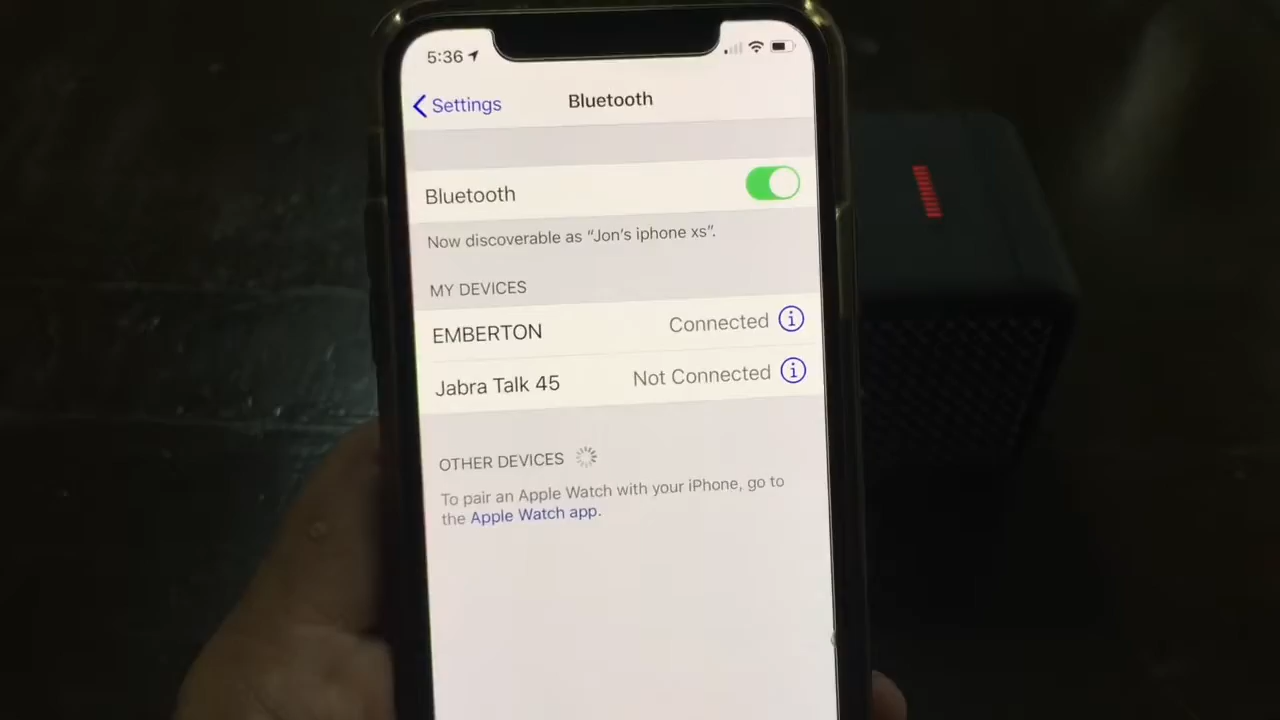 5:36
Settings
Bluetooth
Bluetooth
Now discoverable as “Jon's iphone xs”.
MY DEVICES
EMBERTON Connected
Jabra Talk 45 Not Connected
OTHER DEVICES
To pair an Apple Watch with your iPhone, go to
the Apple Watch app.